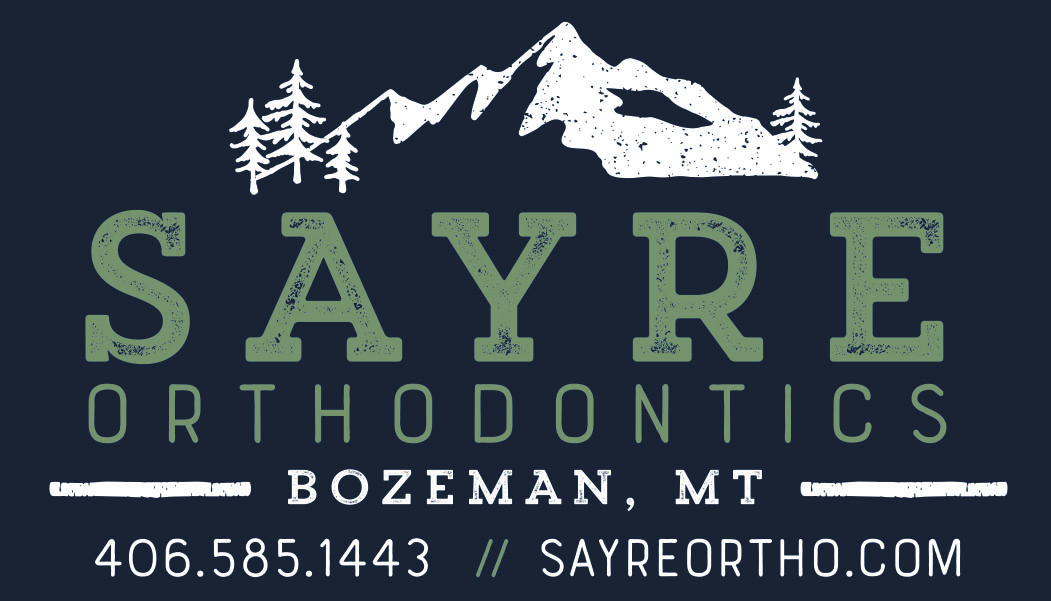 SAYRE
ORTHODONTICS
BOZEMAN, MT
406.585.1443 // SAYREORTHO.COM